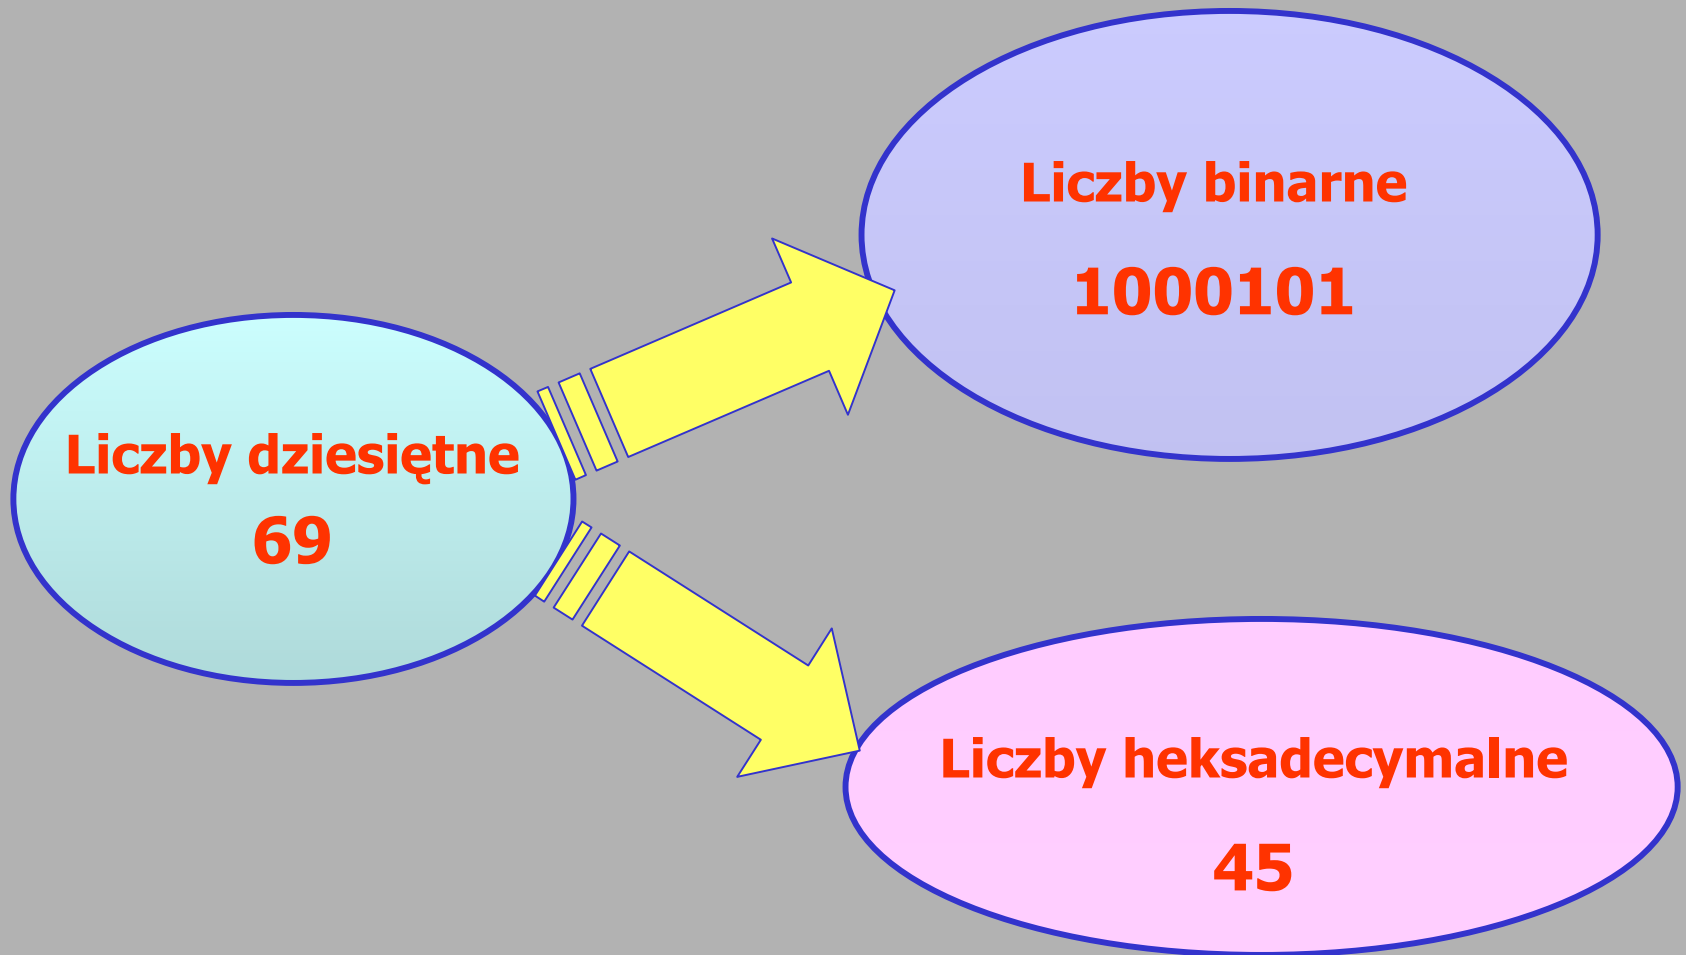 Liczby dziesiętne
69
Liczby binarne
1000101
Liczby heksadecymalne
45